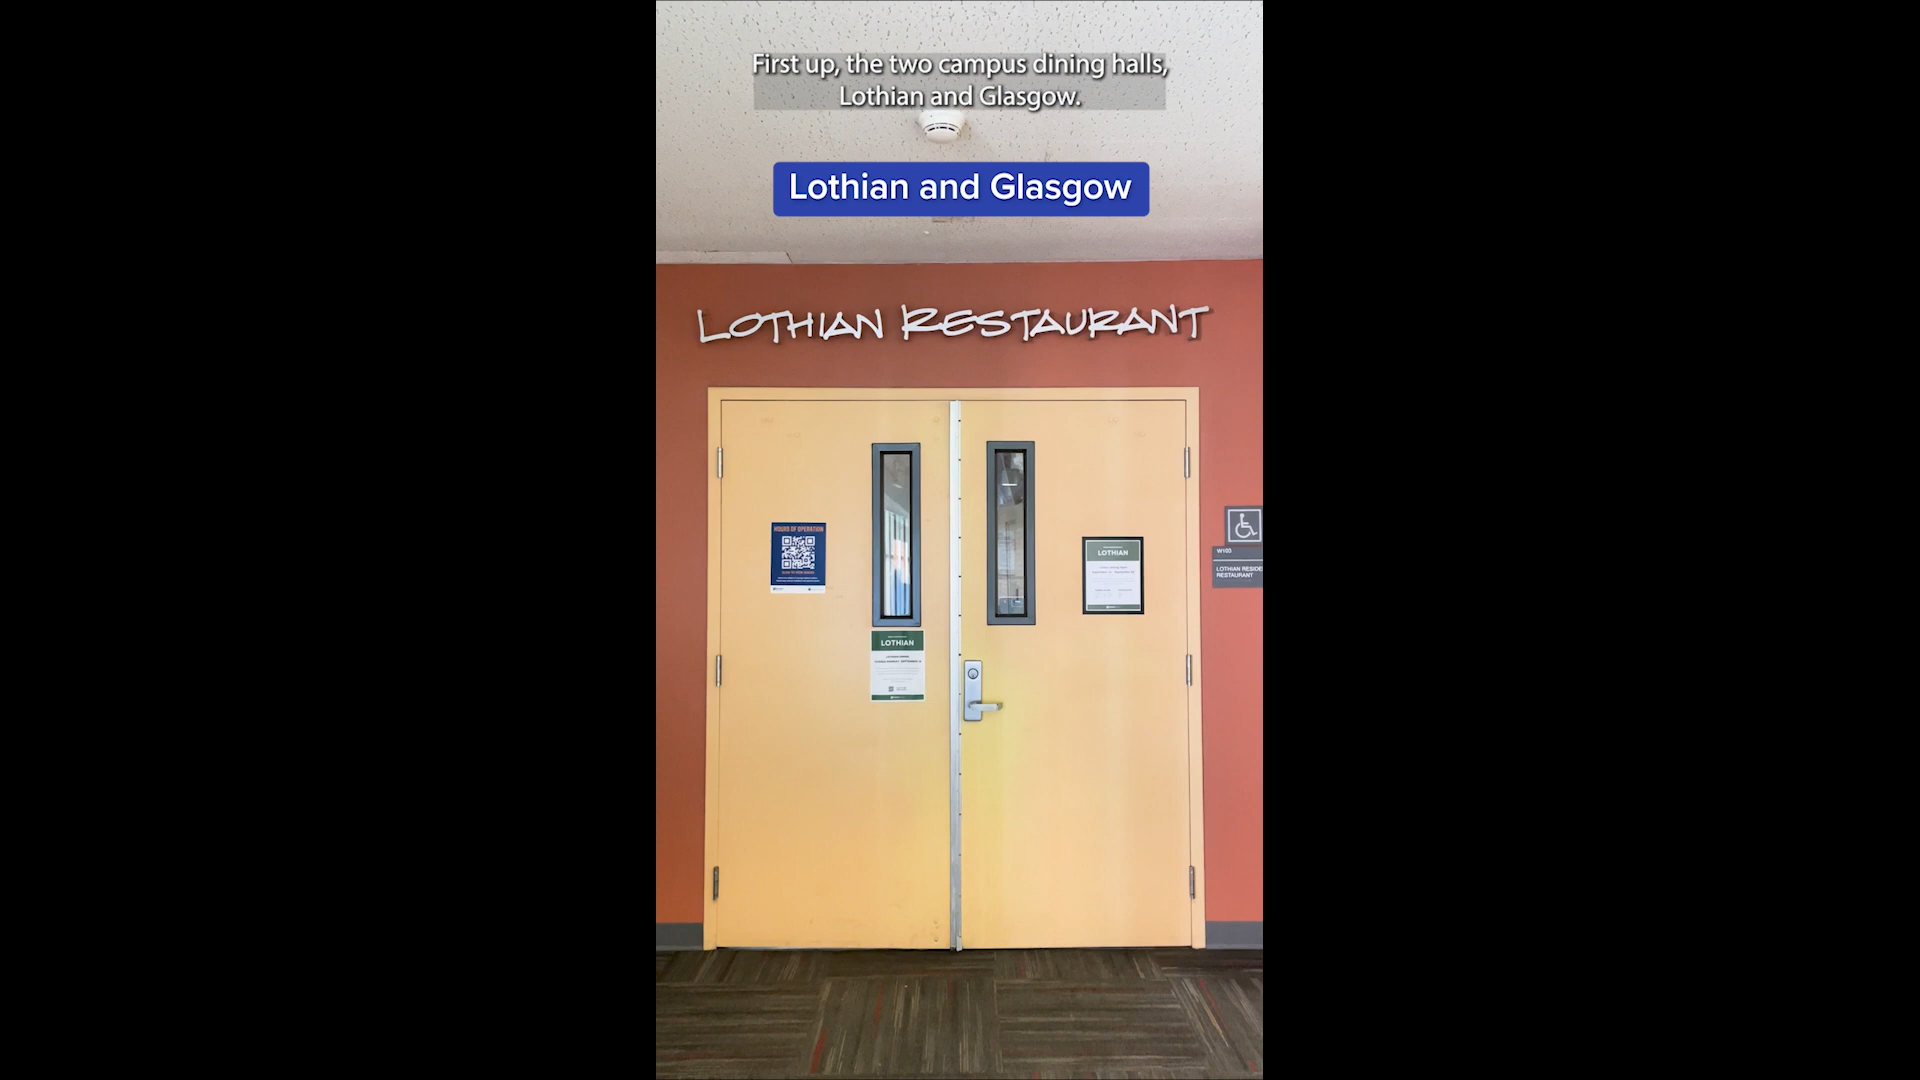 First up, the two campus dining halls,
Lothian and Glasgow.
Lothian and Glasgow
LOTHIAN RESTAURANT
HOURS OF OPERATION
LOTHIAN
W103
LOTHIAN RESIDE
RESTAURANT
LOTHIAN